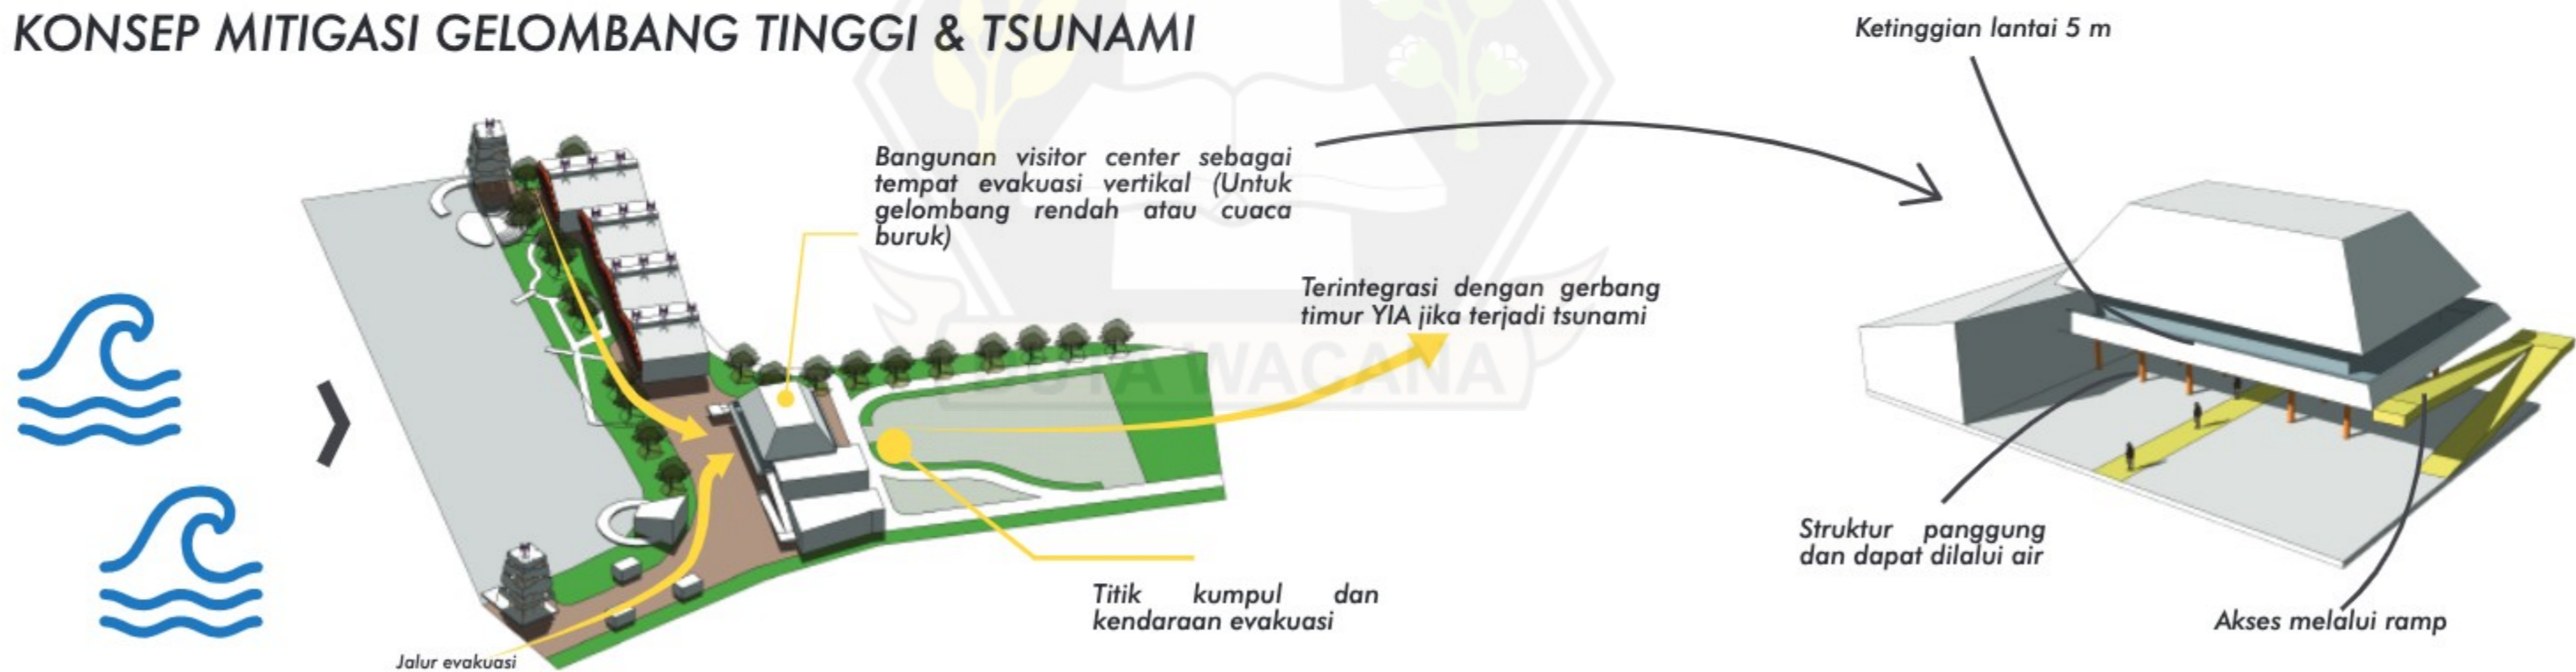 KONSEP MITIGASI GELOMBANG TINGGI & TSUNAMI
Ketinggian lantai 5 m
Bangunan visitor center sebagai
tempat evakuasi vertikal (Untuk
gelombang rendah atau cuaca
buruk)
Terintegrasi dengan gerbang
timur YIA jika terjadi tsunami
Struktur panggung
dan dapat dilalui air
Titik kumpul dan
kendaraan evakuasi
Akses melalui ramp
Jalur evakuasi
WACANA